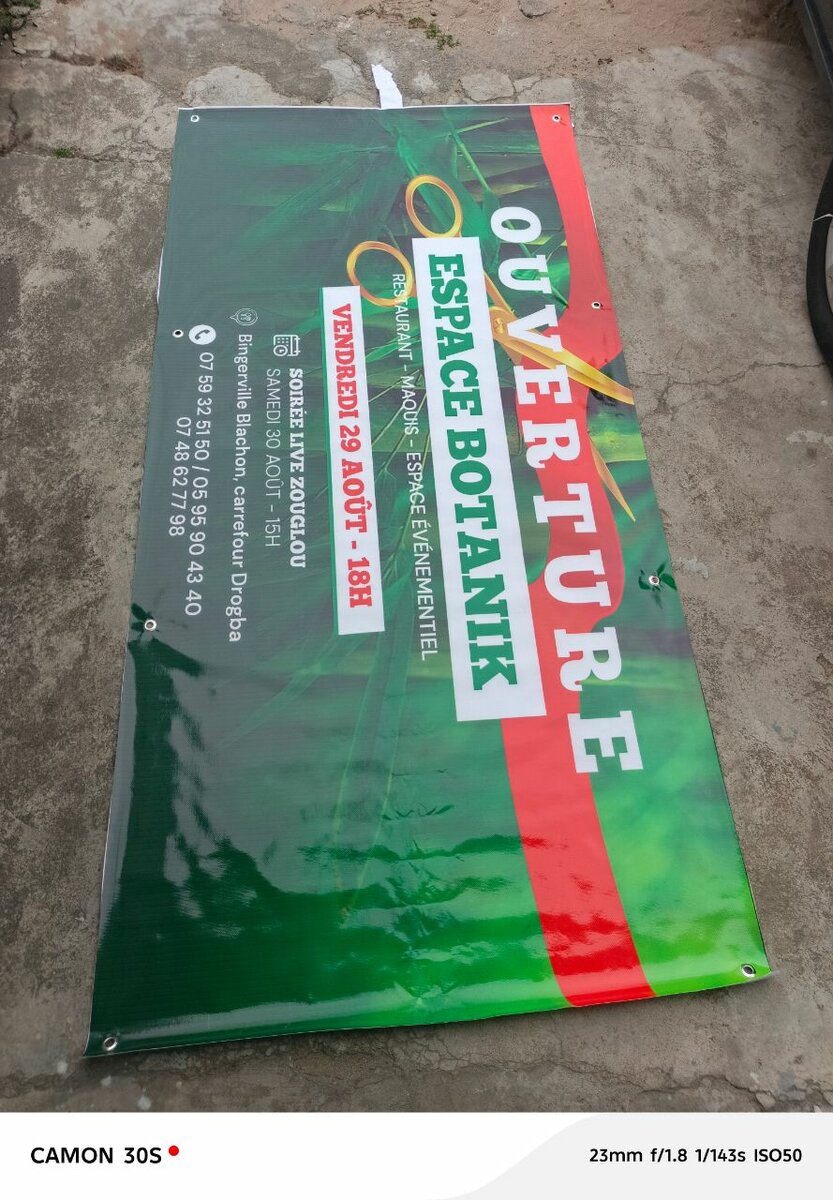 OUVERTURE
ESPACE BOTANIK
RESTAURANT – MAQUIS – ESPACE ÉVÉNEMENTIEL
VENDREDI 29 AOÛT - 18H
SOIRÉE LIVE ZOUGLOU
SAMEDI 30 AOÛT - 15H
Bingerville Blachon, carrefour Drogba
07 59 32 51 50 / 05 95 90 43 40
07 48 62 77 98
CAMON 30S
23mm f/1.8 1/143s ISO50